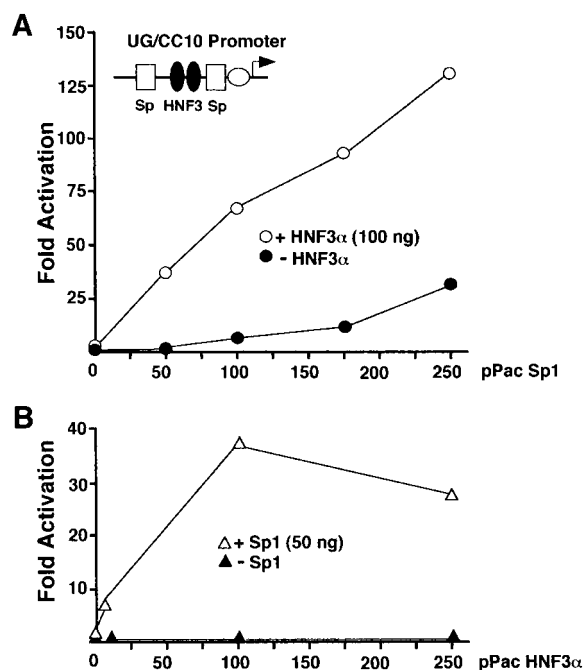 A
UG/CC10 Promoter
Sp HNF3 Sp
Fold Activation
150
125
100
75
50
25
+ HNF3α (100 ng)
- HNF3α
0 50 100 150 200 250 pPac Sp1
B
Fold Activation
40
30
20
10
+ Sp1 (50 ng)
- Sp1
0 50 100 150 200 250 pPac HNF3α